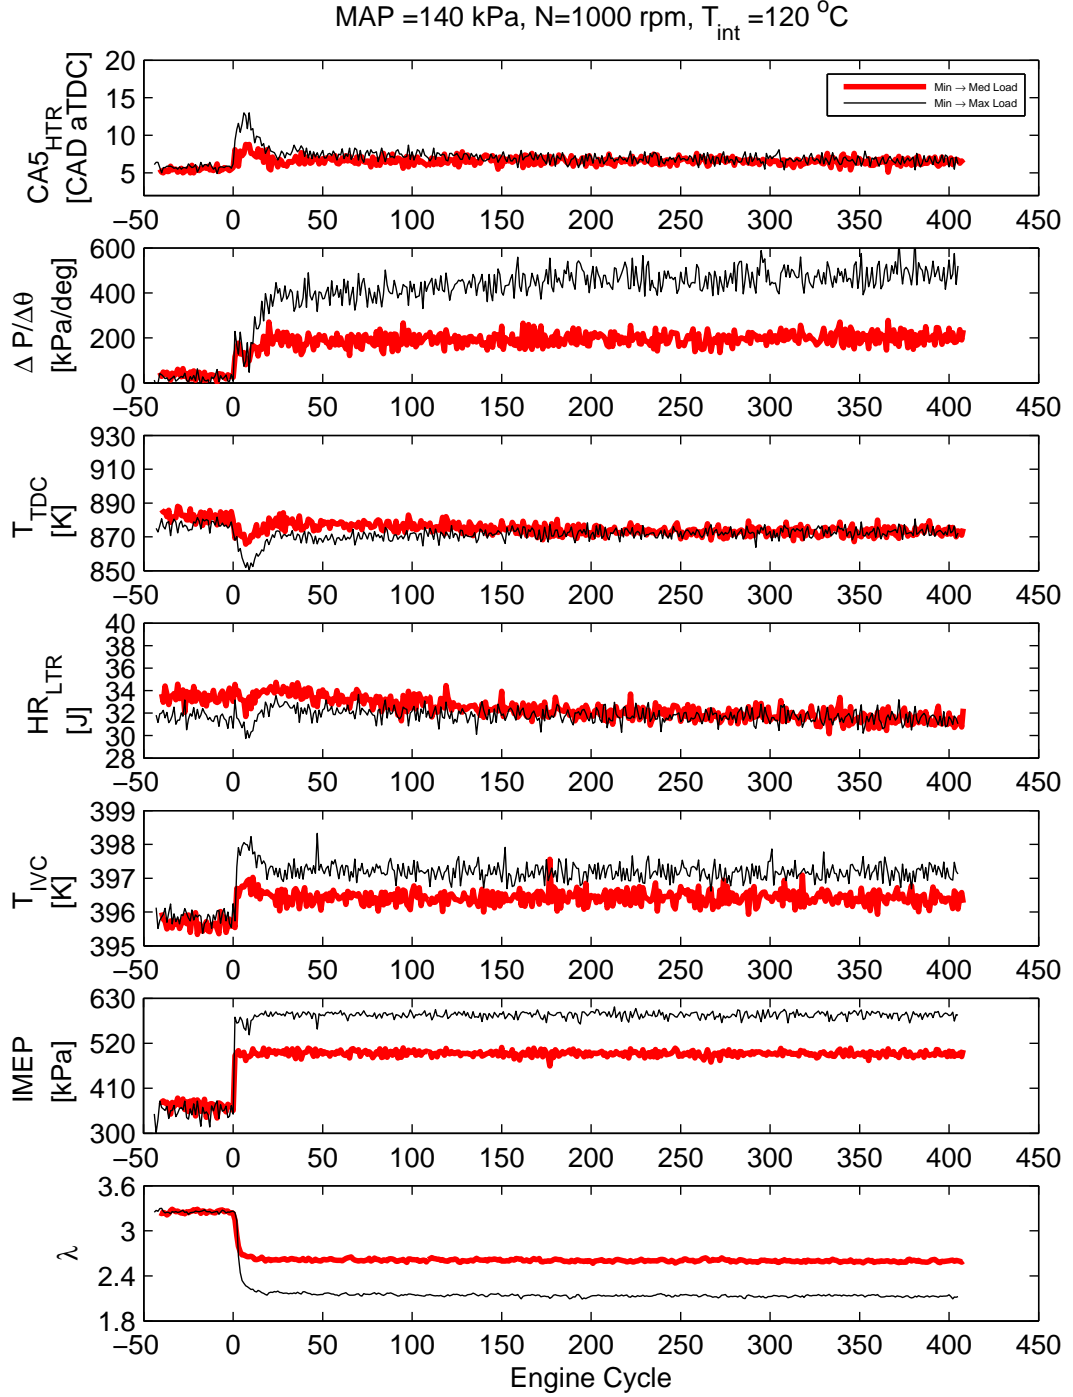 MAP =140 kPa, N=1000 rpm, T_int =120 °C
20
15
10
5
CA5_HTR
[CAD aTDC]
Min → Med Load
Min → Max Load
−50 0 50 100 150 200 250 300 350 400 450
600
400
200
0
Δ P/Δθ
[kPa/deg]
−50 0 50 100 150 200 250 300 350 400 450
930
910
890
870
850
T_TDC
[K]
−50 0 50 100 150 200 250 300 350 400 450
40
38
36
34
32
30
28
HR_LTR
[J]
−50 0 50 100 150 200 250 300 350 400 450
399
398
397
396
395
T_IVC
[K]
−50 0 50 100 150 200 250 300 350 400 450
630
520
410
300
IMEP
[kPa]
−50 0 50 100 150 200 250 300 350 400 450
3.6
3
2.4
1.8
λ
−50 0 50 100 150 200 250 300 350 400 450
Engine Cycle